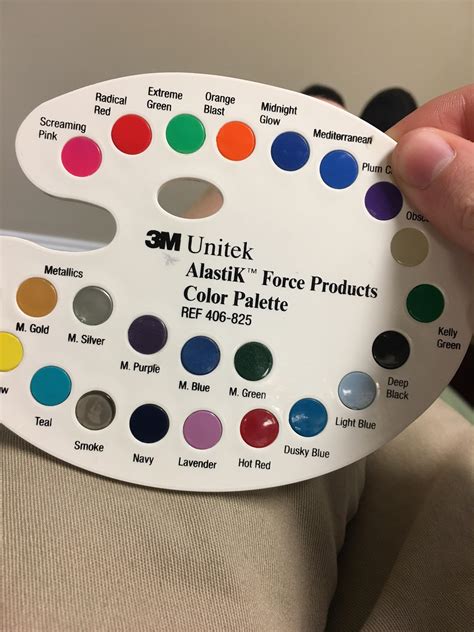 Screaming
Pink
Radical
Red
Extreme
Green
Orange
Blast
Midnight
Glow
Mediterranean
Plum
3M Unitek
AlastiK™ Force Products
Color Palette
REF 406-825
Kelly
Green
Deep
Black
Metallics
M. Gold
M. Silver
M. Purple
M. Blue
M. Green
Teal
Smoke
Navy
Lavender
Hot Red
Dusky Blue
Light Blue